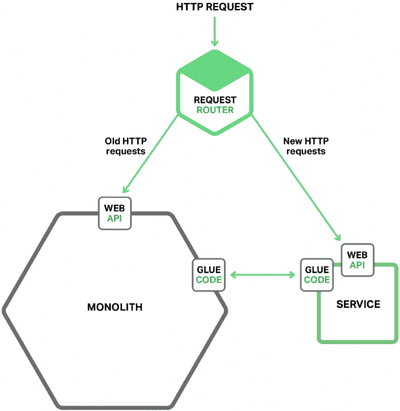 HTTP REQUEST
REQUEST
ROUTER
Old HTTP
requests
New HTTP
requests
WEB
API
GLUE
CODE
MONOLITH
GLUE
CODE
WEB
API
SERVICE